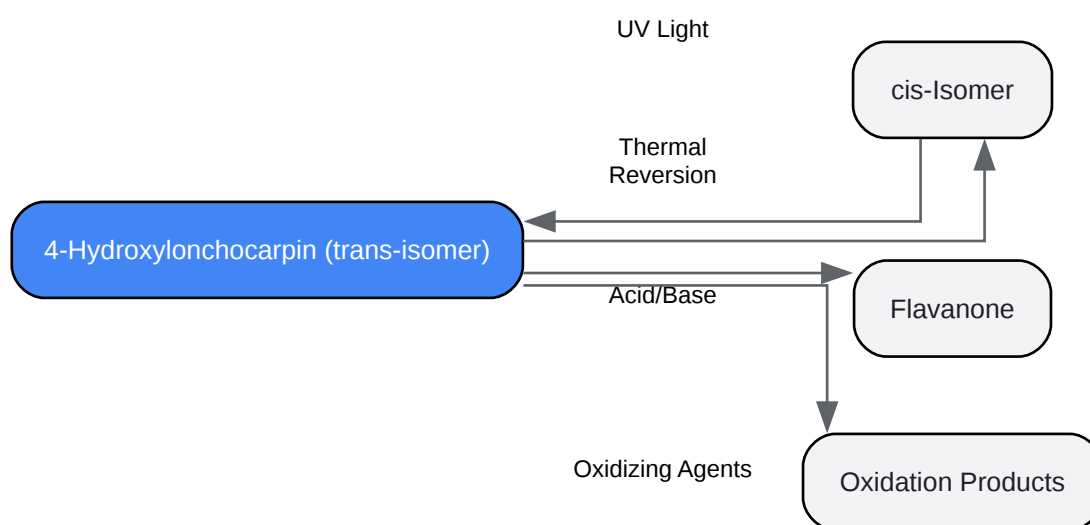 UV Light
cis-Isomer
Thermal
Reversion
4-Hydroxylonchocarpin (trans-isomer)
Acid/Base
Flavanone
Oxidizing Agents
Oxidation Products